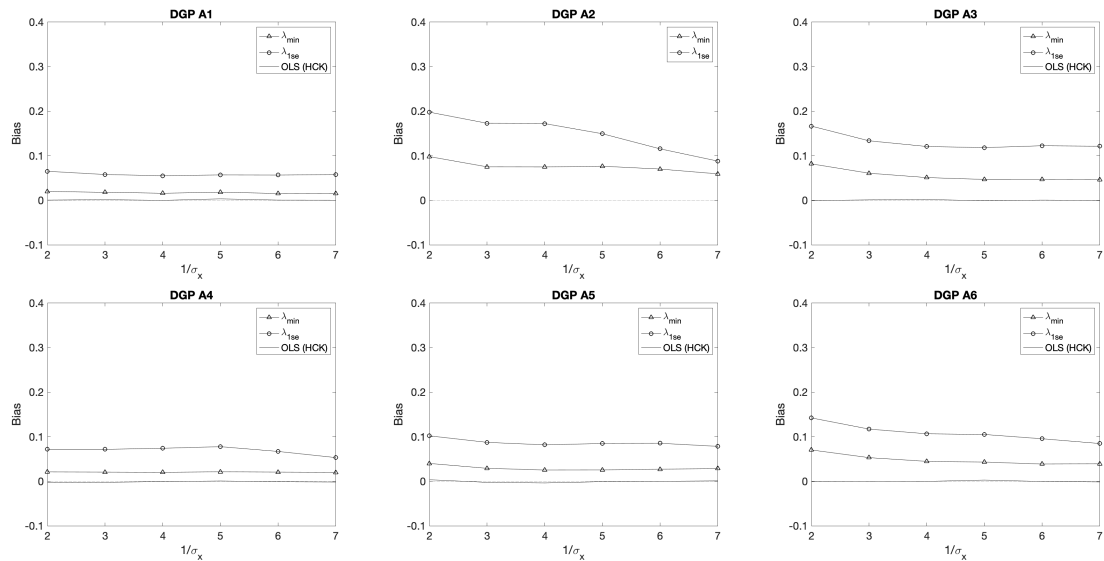 DGP A1
λmin
λ1se
OLS (HCK)
Bias
0.4
0.3
0.2
0.1
0
-0.1
2 3 4 5 6 7
1/σx
DGP A2
λmin
λ1se
Bias
0.4
0.3
0.2
0.1
0
-0.1
2 3 4 5 6 7
1/σx
DGP A3
λmin
λ1se
OLS (HCK)
Bias
0.4
0.3
0.2
0.1
0
-0.1
2 3 4 5 6 7
1/σx
DGP A4
λmin
λ1se
OLS (HCK)
Bias
0.4
0.3
0.2
0.1
0
-0.1
2 3 4 5 6 7
1/σx
DGP A5
λmin
λ1se
OLS (HCK)
Bias
0.4
0.3
0.2
0.1
0
-0.1
2 3 4 5 6 7
1/σx
DGP A6
λmin
λ1se
OLS (HCK)
Bias
0.4
0.3
0.2
0.1
0
-0.1
2 3 4 5 6 7
1/σx